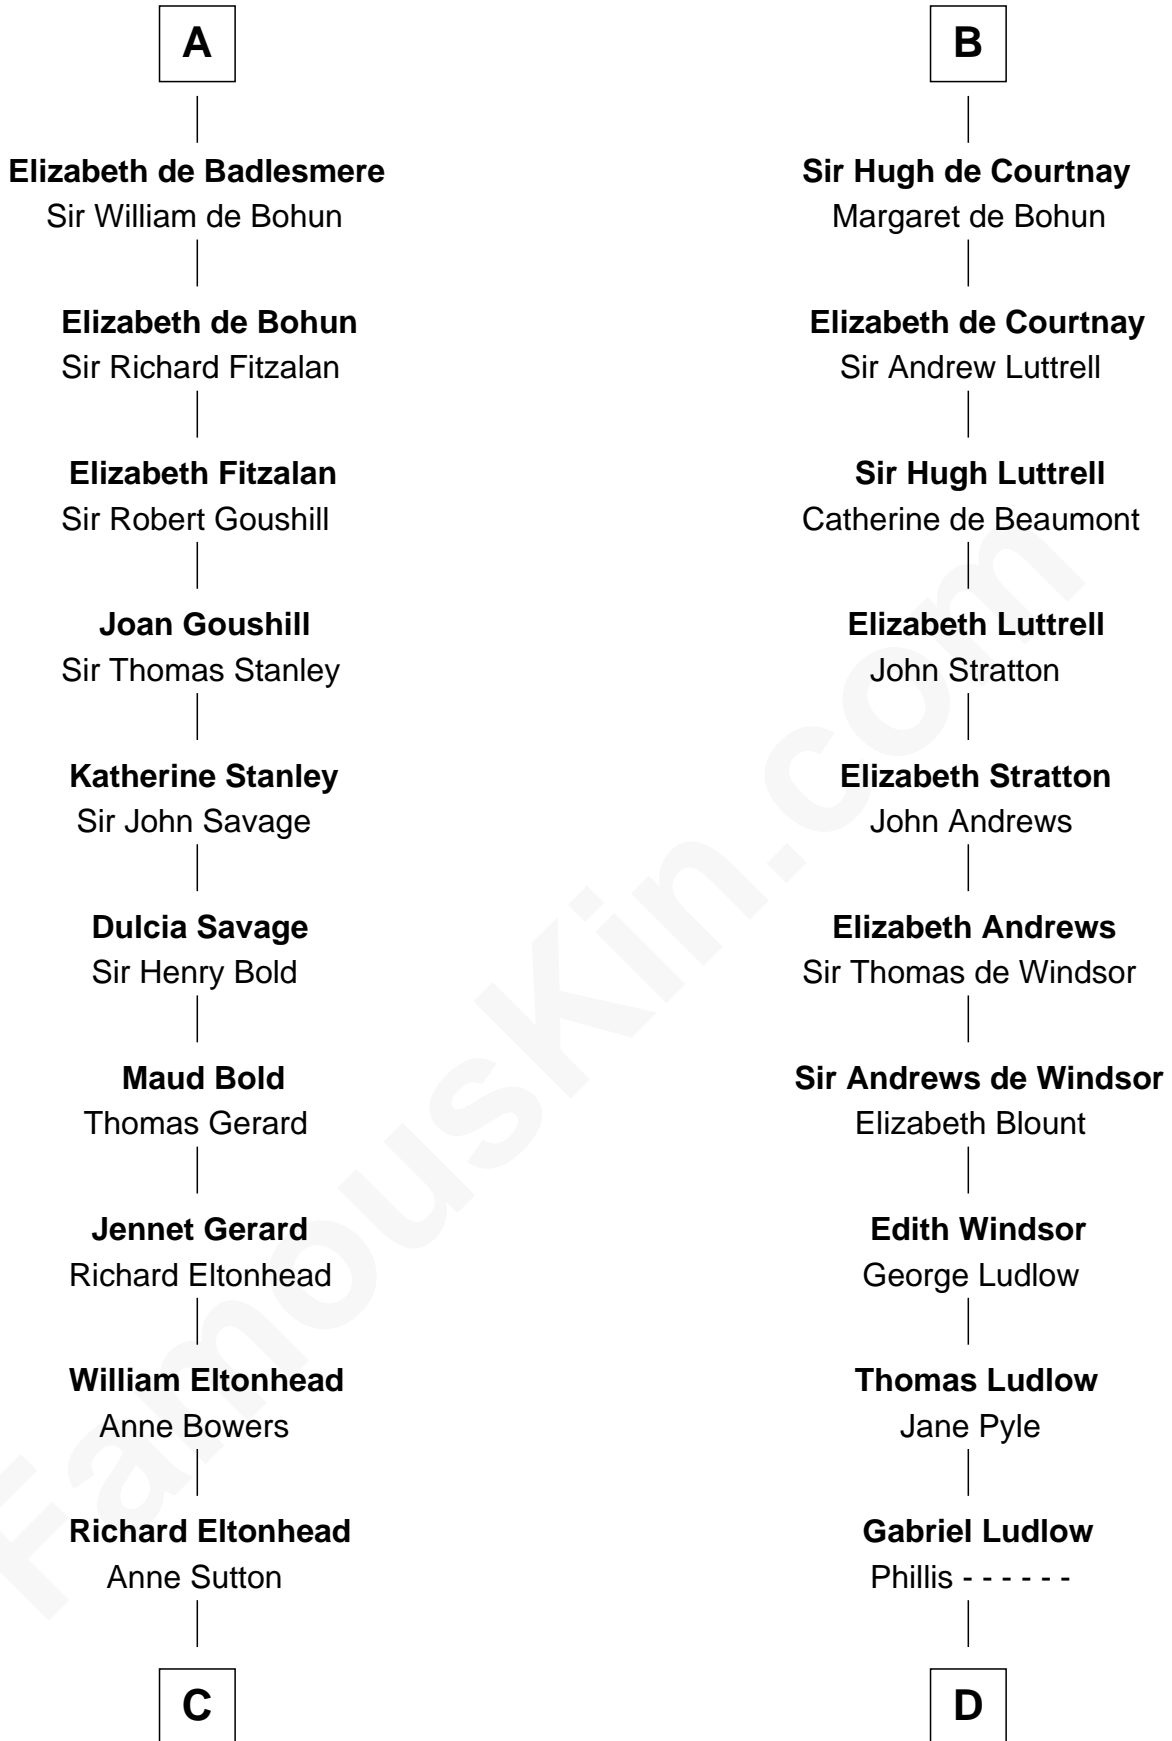 A
Elizabeth de Badlesmere
Sir William de Bohun
Elizabeth de Bohun
Sir Richard Fitzalan
Elizabeth Fitzalan
Sir Robert Goushill
Joan Goushill
Sir Thomas Stanley
Katherine Stanley
Sir John Savage
Dulcia Savage
Sir Henry Bold
Maud Bold
Thomas Gerard
Jennet Gerard
Richard Eltonhead
William Eltonhead
Anne Bowers
Richard Eltonhead
Anne Sutton
C
B
Sir Hugh de Courtnay
Margaret de Bohun
Elizabeth de Courtnay
Sir Andrew Luttrell
Sir Hugh Luttrell
Catherine de Beaumont
Elizabeth Luttrell
John Stratton
Elizabeth Stratton
John Andrews
Elizabeth Andrews
Sir Thomas de Windsor
Sir Andrews de Windsor
Elizabeth Blount
Edith Windsor
George Ludlow
Thomas Ludlow
Jane Pyle
Gabriel Ludlow
Phillis - - - - - -
D
FamousKin.com